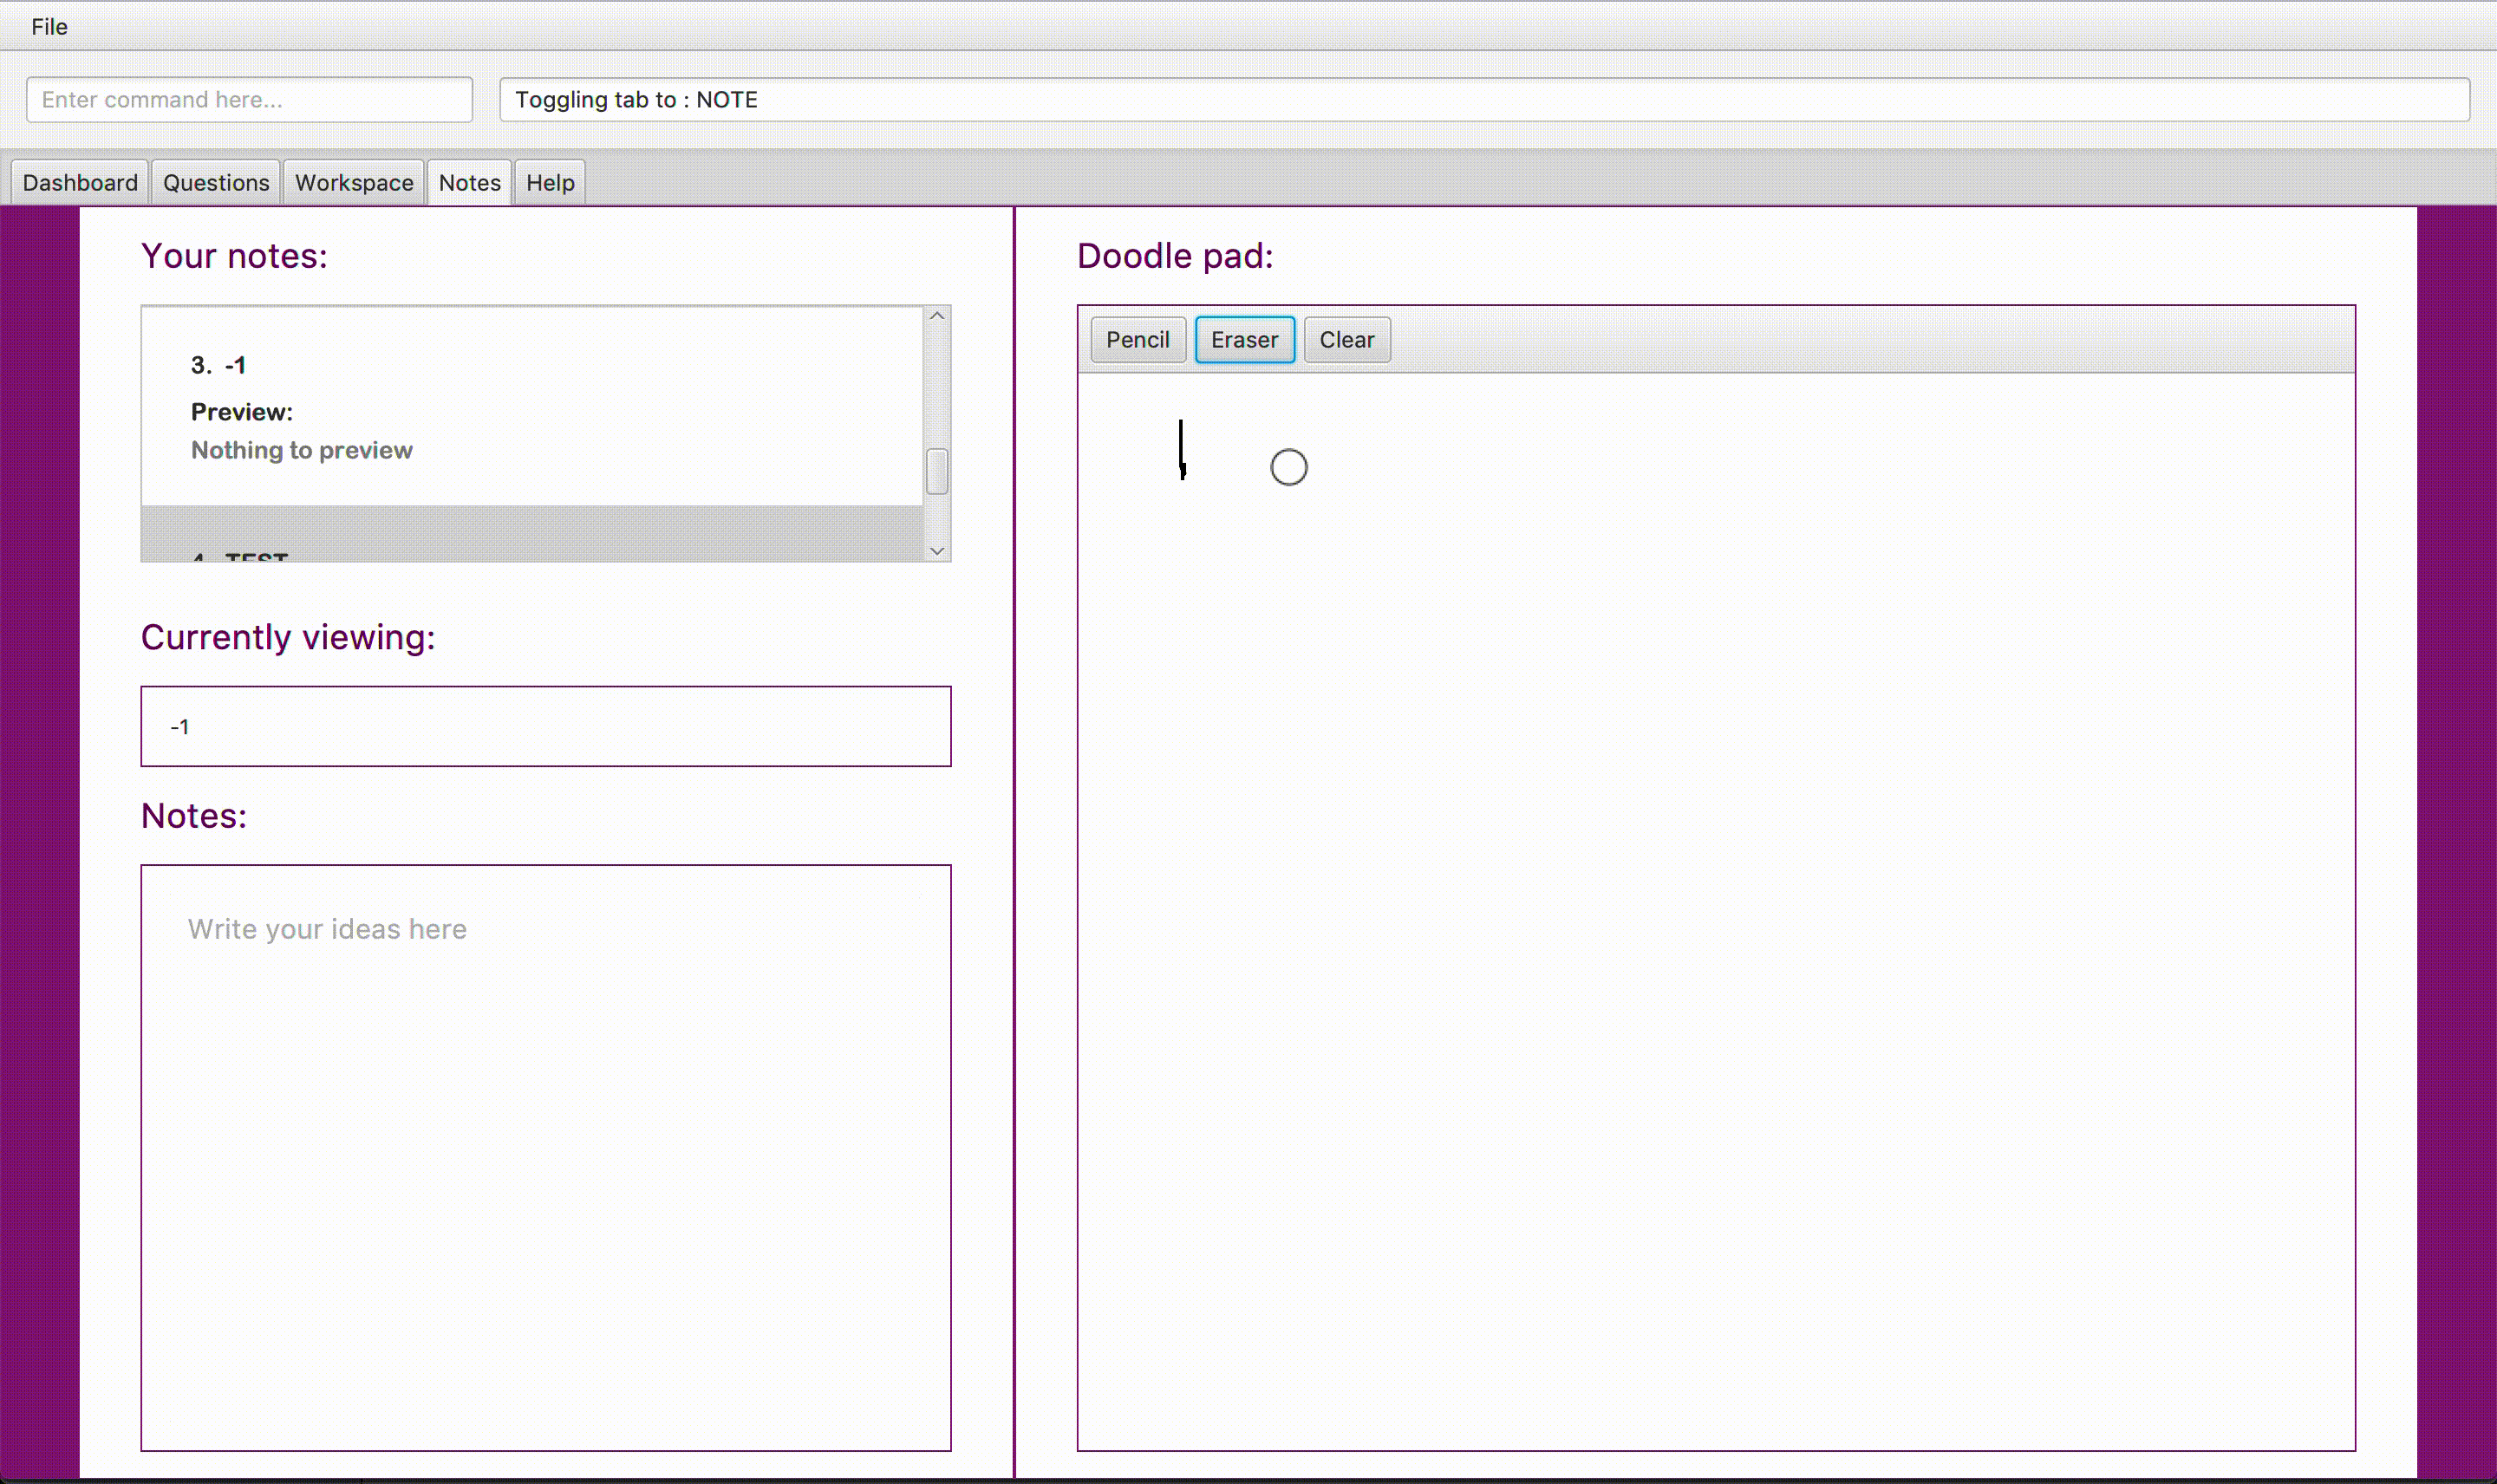 File
Enter command here...
Toggling tab to : NOTE
Dashboard
Questions
Workspace
Notes
Help
Your notes:
3. -1
Preview:
Nothing to preview
4. TEST
Currently viewing:
-1
Notes:
Write your ideas here
Doodle pad:
Pencil
Eraser
Clear